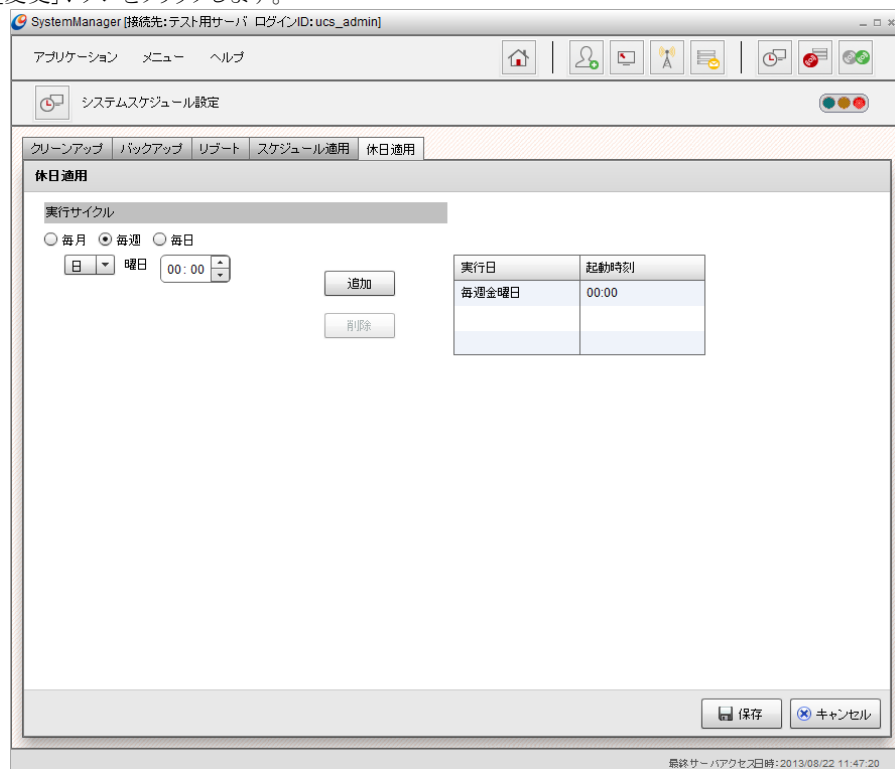 SystemManager [接続先:テスト用サーバ ログインID:ucs_admin]
アプリケーション メニュー ヘルプ
システムスケジュール設定
クリーンアップ バックアップ リブート スケジュール適用 休日適用
休日適用
実行サイクル
毎月 毎週 毎日
日 曜日 00:00
追加
削除
実行日 起動時刻
毎週金曜日 00:00
保存 キャンセル
最終サーバアクセス日時:2013/08/22 11:47:20